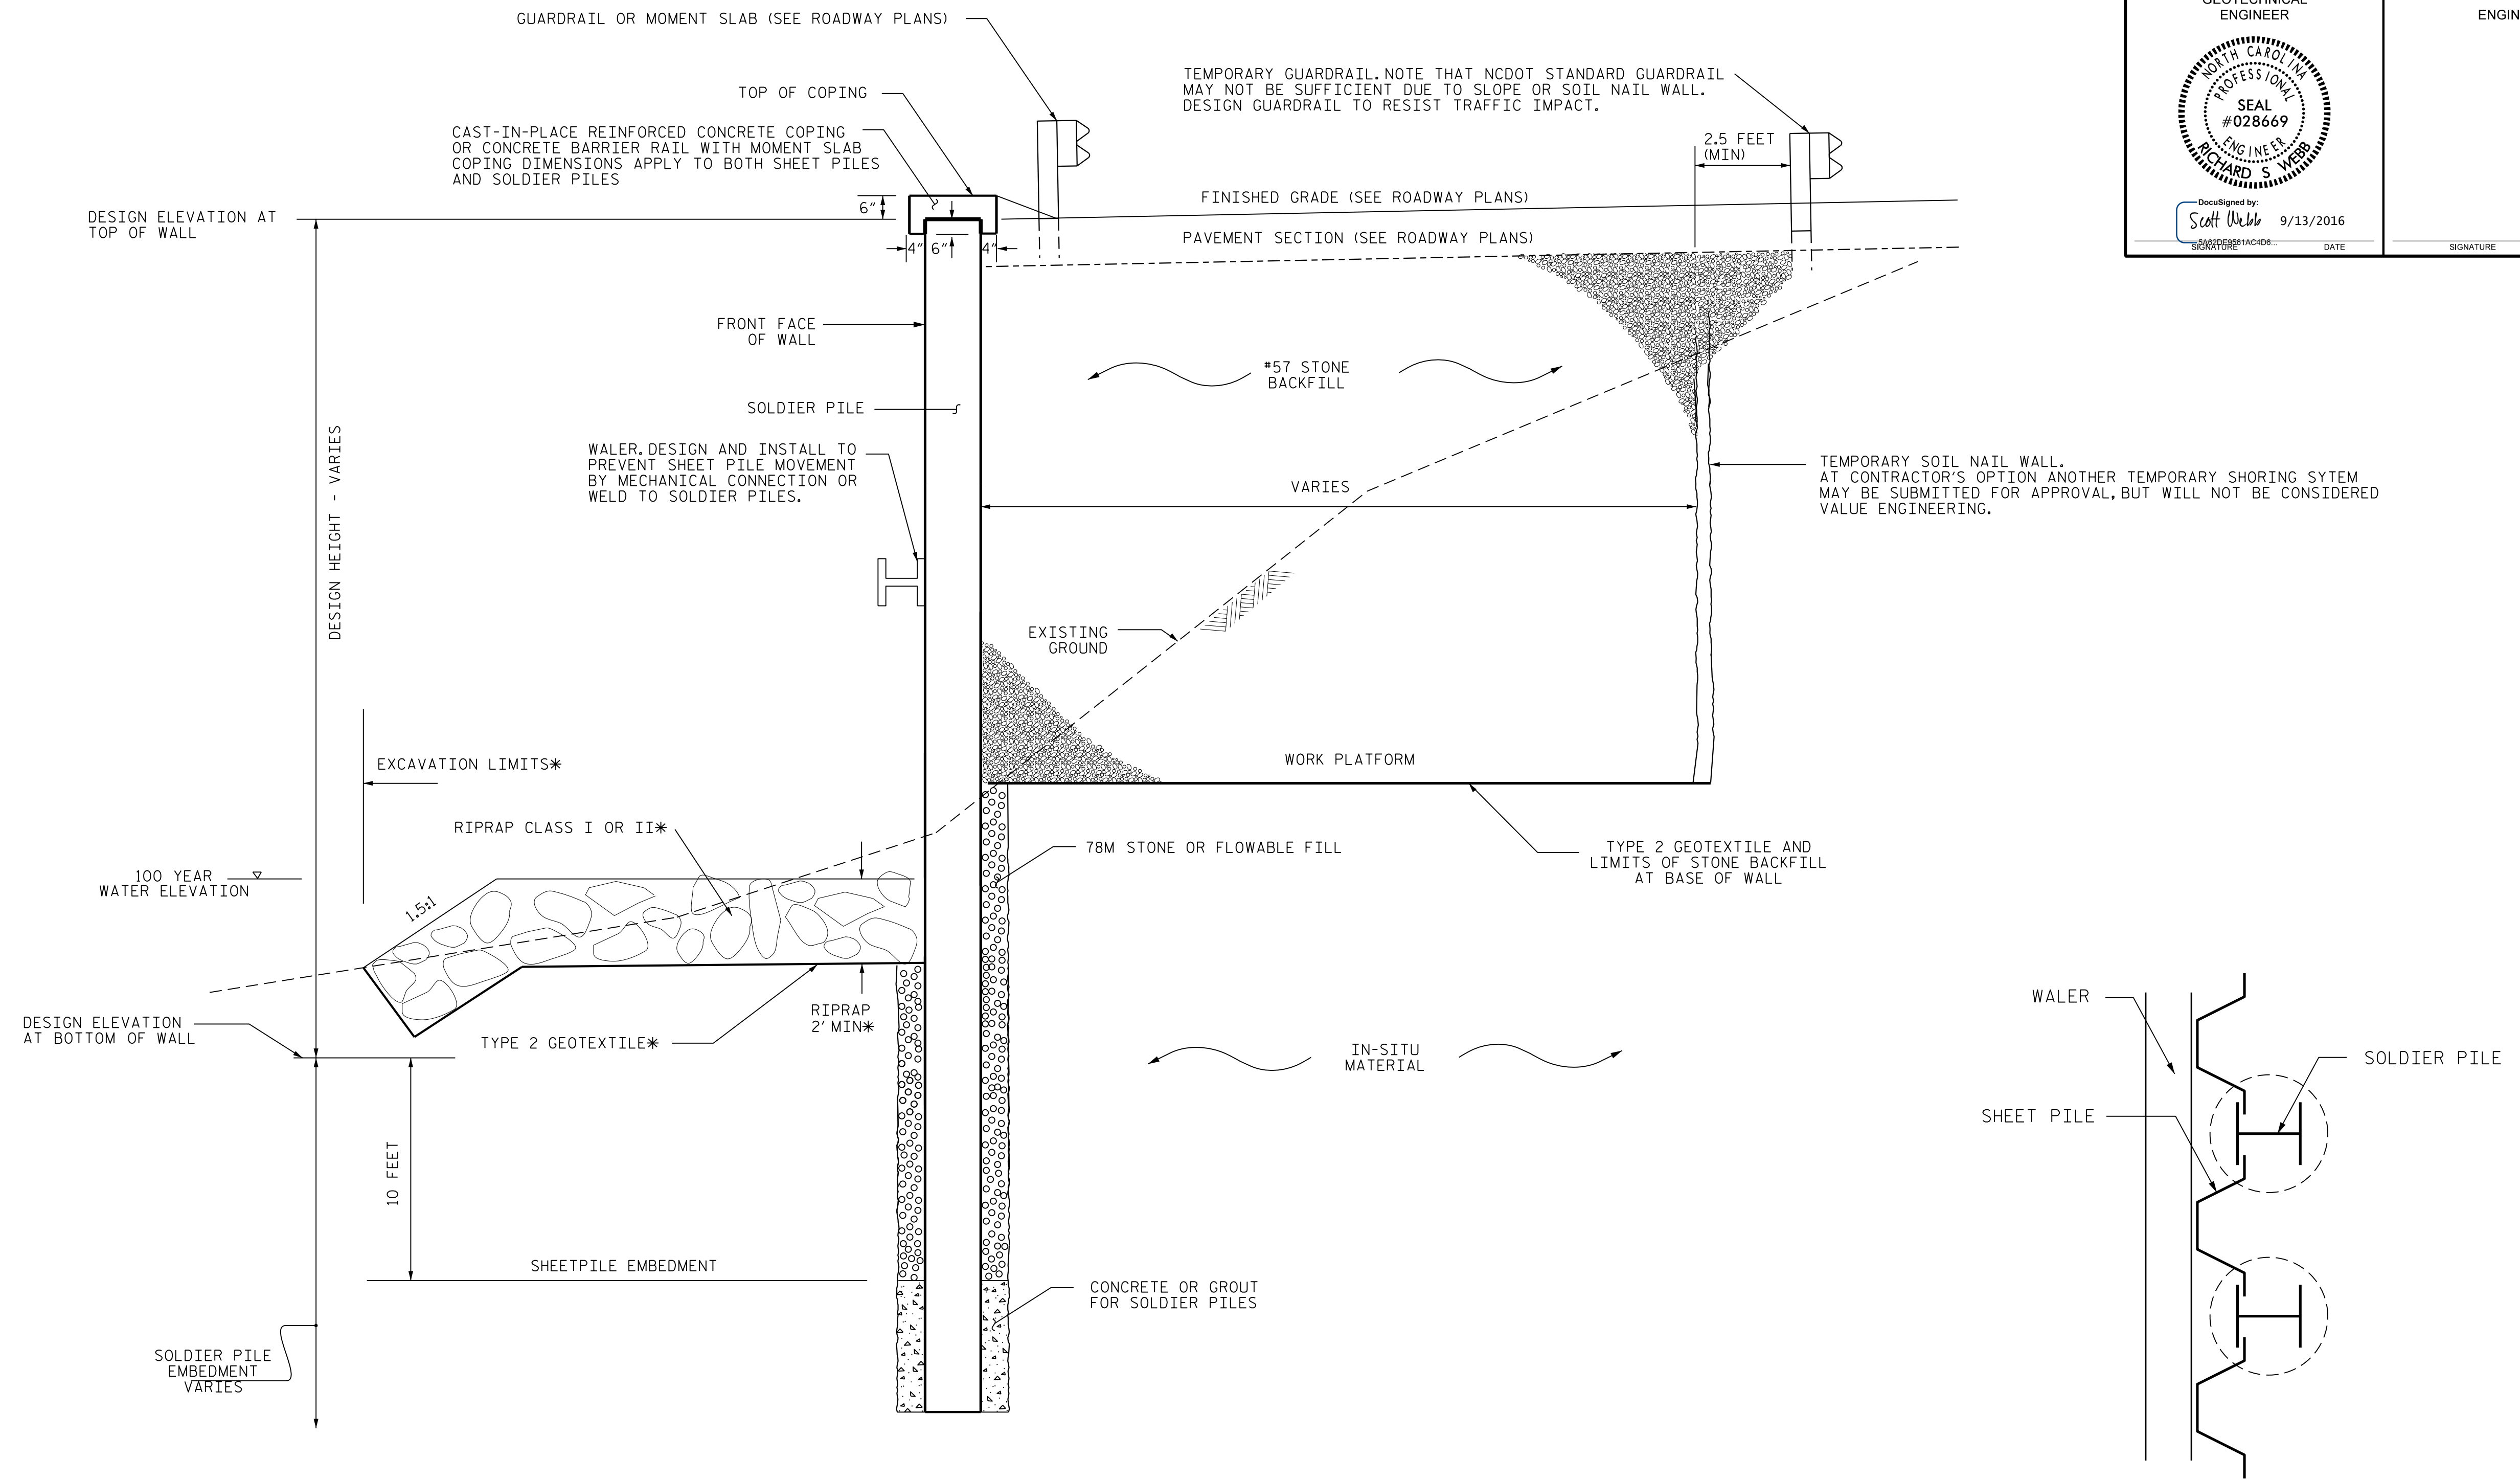 GUARDRAIL OR MOMENT SLAB (SEE ROADWAY PLANS)
TOP OF COPING
CAST-IN-PLACE REINFORCED CONCRETE COPING
OR CONCRETE BARRIER RAIL WITH MOMENT SLAB
COPING DIMENSIONS APPLY TO BOTH SHEET PILES
AND SOLDIER PILES
TEMPORARY GUARDRAIL. NOTE THAT NCDOT STANDARD GUARDRAIL
MAY NOT BE SUFFICIENT DUE TO SLOPE OR SOIL NAIL WALL.
DESIGN GUARDRAIL TO RESIST TRAFFIC IMPACT.
2.5 FEET
(MIN)
GEOTECHNICAL
ENGINEER
NORTH CAROLINA
PROFESSIONAL
SEAL
#028669
ENGINEER
RICHARD S WEBB
DocuSigned by:
Scott Webb 9/13/2016
5A62DF9561AC4D6...
SIGNATURE DATE
ENGIN
SIGNATURE
DESIGN ELEVATION AT
TOP OF WALL
6"
4" 6" 4"
FINISHED GRADE (SEE ROADWAY PLANS)
PAVEMENT SECTION (SEE ROADWAY PLANS)
FRONT FACE
OF WALL
#57 STONE
BACKFILL
SOLDIER PILE
DESIGN HEIGHT - VARIES
WALER. DESIGN AND INSTALL TO
PREVENT SHEET PILE MOVEMENT
BY MECHANICAL CONNECTION OR
WELD TO SOLDIER PILES.
VARIES
TEMPORARY SOIL NAIL WALL.
AT CONTRACTOR'S OPTION ANOTHER TEMPORARY SHORING SYTEM
MAY BE SUBMITTED FOR APPROVAL, BUT WILL NOT BE CONSIDERED
VALUE ENGINEERING.
EXISTING
GROUND
WORK PLATFORM
EXCAVATION LIMITS*
RIPRAP CLASS I OR II*
78M STONE OR FLOWABLE FILL
TYPE 2 GEOTEXTILE AND
LIMITS OF STONE BACKFILL
AT BASE OF WALL
100 YEAR
WATER ELEVATION
1.5:1
RIPRAP
2' MIN*
DESIGN ELEVATION
AT BOTTOM OF WALL
TYPE 2 GEOTEXTILE*
IN-SITU
MATERIAL
10 FEET
SHEETPILE EMBEDMENT
CONCRETE OR GROUT
FOR SOLDIER PILES
SOLDIER PILE
EMBEDMENT
VARIES
WALER
SOLDIER PILE
SHEET PILE